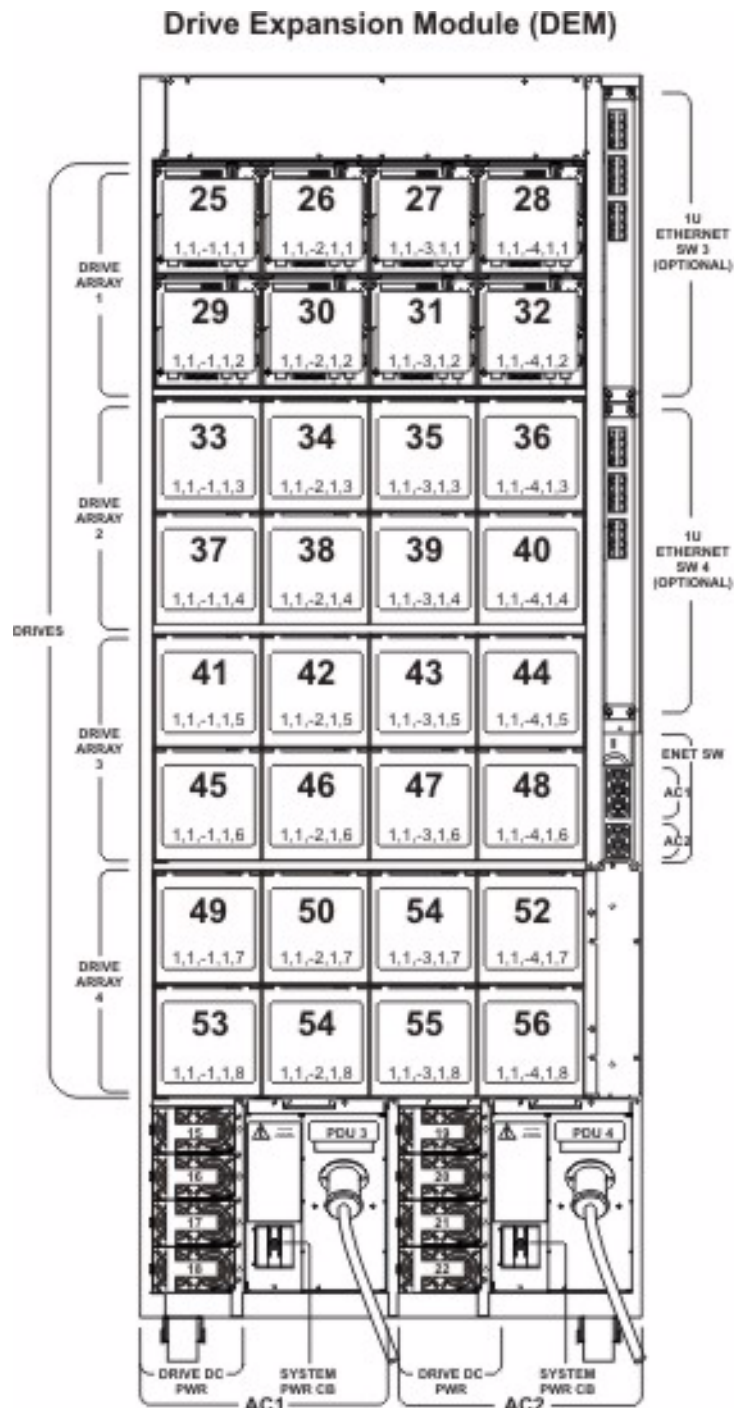 Drive Expansion Module (DEM)
25 26 27 28
1,1,-1,1,1 1,1,-2,1,1 1,1,-3,1,1 1,1,-4,1,1
29 30 31 32
1,1,-1,1,2 1,1,-2,1,2 1,1,-3,1,2 1,1,-4,1,2
DRIVE
ARRAY
1
1U
ETHERNET
SW 3
(OPTIONAL)
33 34 35 36
1,1,-1,1,3 1,1,-2,1,3 1,1,-3,1,3 1,1,-4,1,3
37 38 39 40
1,1,-1,1,4 1,1,-2,1,4 1,1,-3,1,4 1,1,-4,1,4
DRIVE
ARRAY
2
1U
ETHERNET
SW 4
(OPTIONAL)
DRIVES
41 42 43 44
1,1,-1,1,5 1,1,-2,1,5 1,1,-3,1,5 1,1,-4,1,5
45 46 47 48
1,1,-1,1,6 1,1,-2,1,6 1,1,-3,1,6 1,1,-4,1,6
DRIVE
ARRAY
3
ENET SW
AC1
AC2
49 50 54 52
1,1,-1,1,7 1,1,-2,1,7 1,1,-3,1,7 1,1,-4,1,7
53 54 55 56
1,1,-1,1,8 1,1,-2,1,8 1,1,-3,1,8 1,1,-4,1,8
DRIVE
ARRAY
4
15 PDU 3 19 PDU 4
16 20
17 21
18 22
DRIVE DC
PWR
SYSTEM
PWR CB
DRIVE DC
PWR
SYSTEM
PWR CB
AC1 AC2